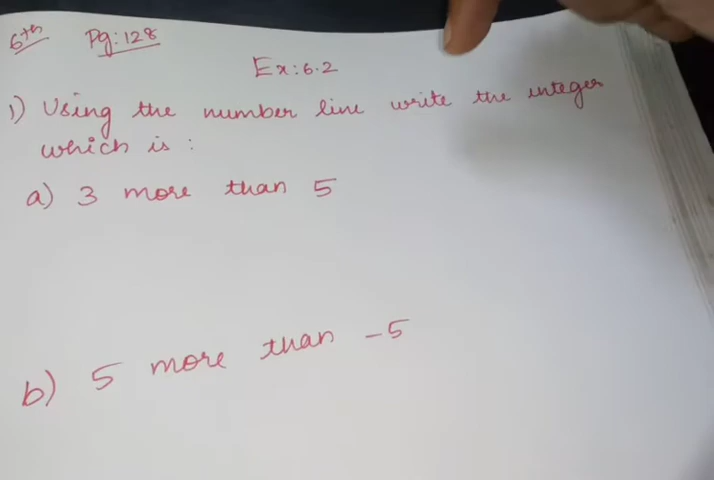 6th Pg:128
Ex:6.2
1) Using the number line write the integer
which is :
a) 3 more than 5
b) 5 more than -5